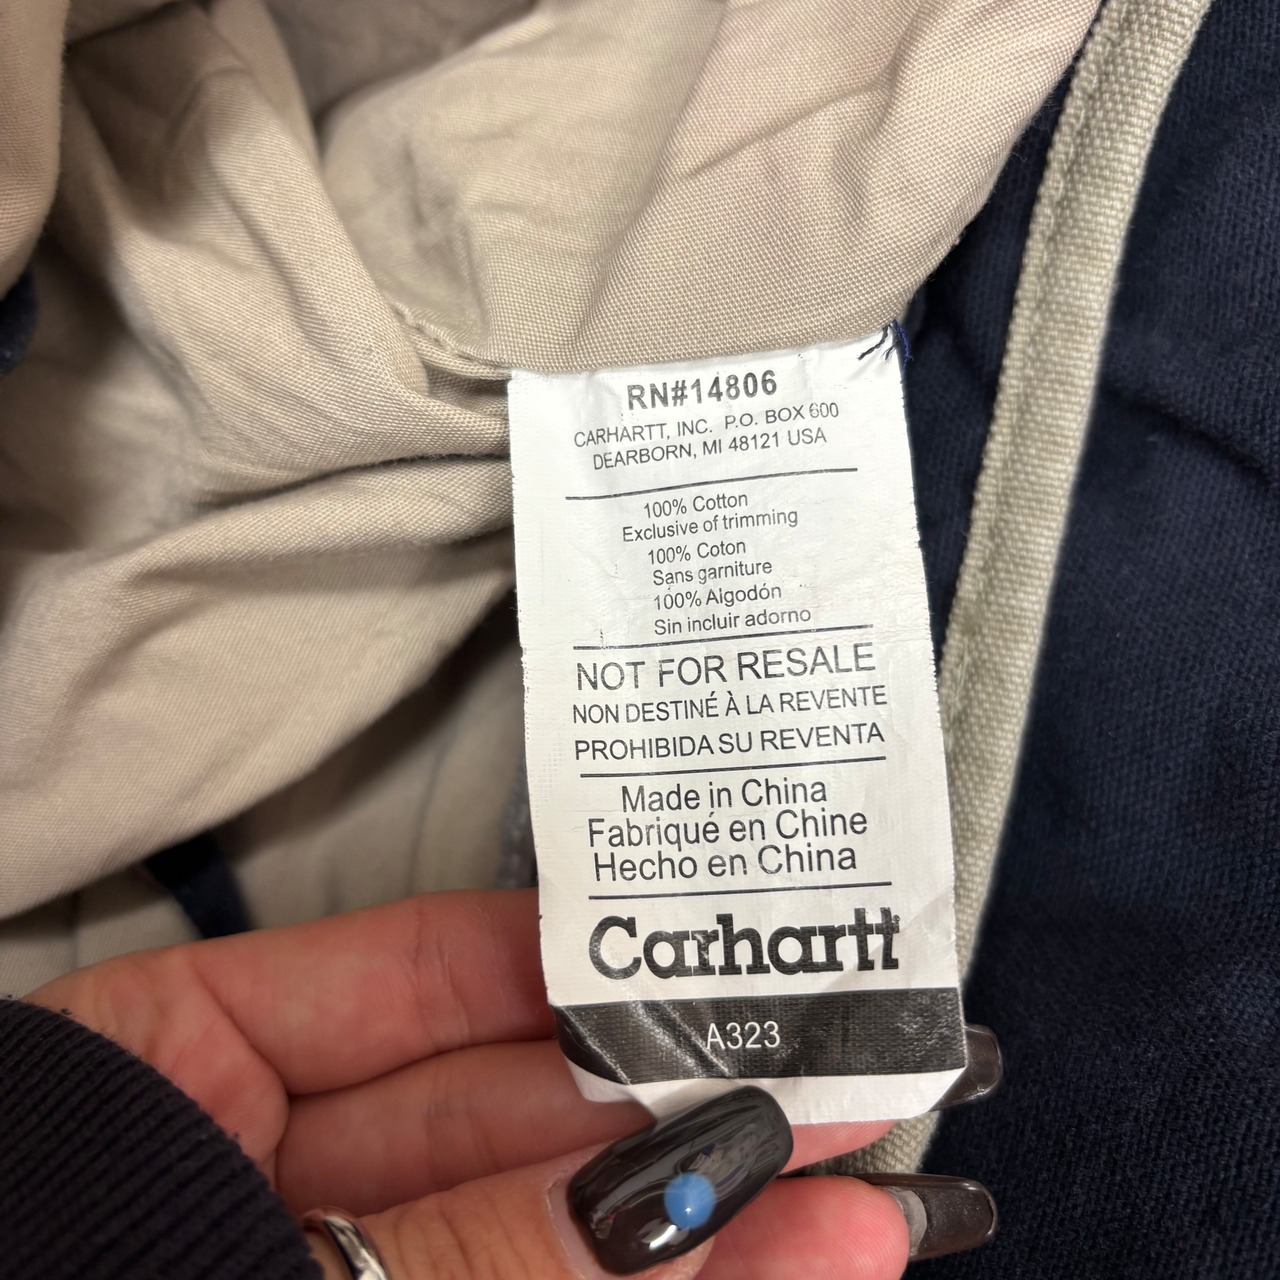 RN#14806
CARHARTT, INC. P.O. BOX 600
DEARBORN, MI 48121 USA
100% Cotton
Exclusive of trimming
100% Coton
Sans garniture
100% Algodón
Sin incluir adorno
NOT FOR RESALE
NON DESTINÉ À LA REVENTE
PROHIBIDA SU REVENTA
Made in China
Fabriqué en Chine
Hecho en China
Carhartt
A323